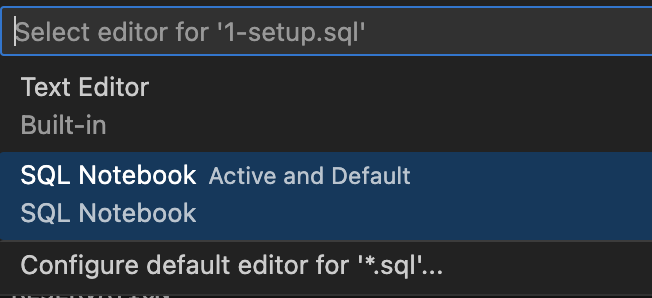 Select editor for '1-setup.sql'
Text Editor
Built-in
SQL Notebook Active and Default
SQL Notebook
Configure default editor for '*.sql'...